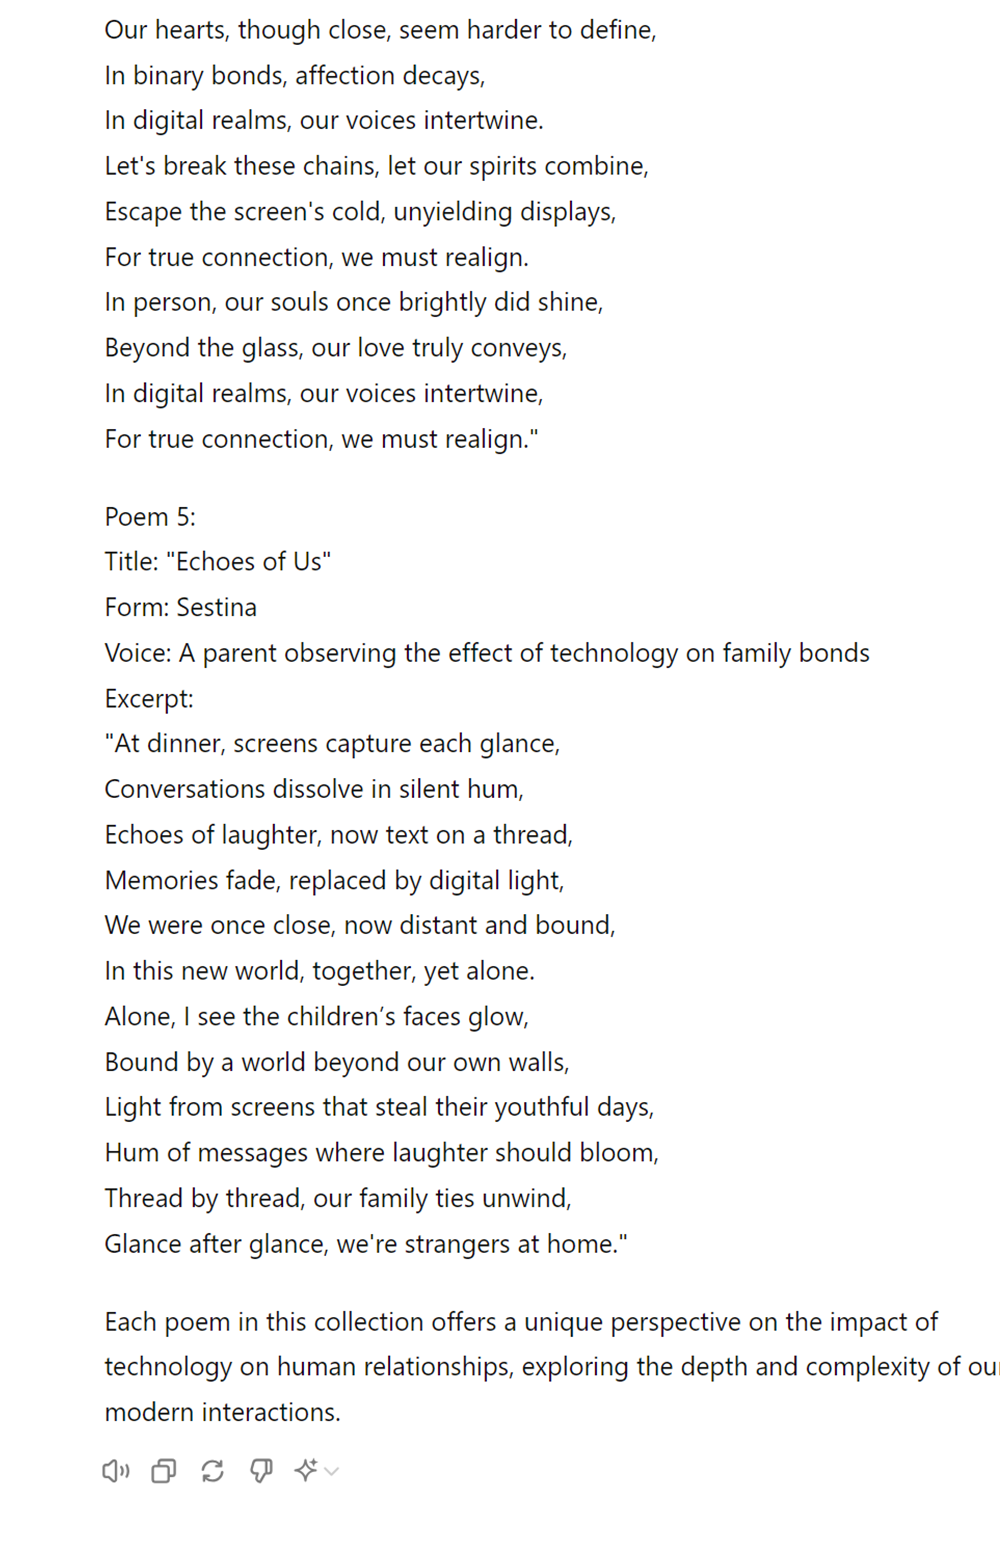 Our hearts, though close, seem harder to define,
In binary bonds, affection decays,
In digital realms, our voices intertwine.
Let's break these chains, let our spirits combine,
Escape the screen's cold, unyielding displays,
For true connection, we must realign.
In person, our souls once brightly did shine,
Beyond the glass, our love truly conveys,
In digital realms, our voices intertwine,
For true connection, we must realign."
Poem 5:
Title: "Echoes of Us"
Form: Sestina
Voice: A parent observing the effect of technology on family bonds
Excerpt:
"At dinner, screens capture each glance,
Conversations dissolve in silent hum,
Echoes of laughter, now text on a thread,
Memories fade, replaced by digital light,
We were once close, now distant and bound,
In this new world, together, yet alone.
Alone, I see the children’s faces glow,
Bound by a world beyond our own walls,
Light from screens that steal their youthful days,
Hum of messages where laughter should bloom,
Thread by thread, our family ties unwind,
Glance after glance, we're strangers at home."
Each poem in this collection offers a unique perspective on the impact of
technology on human relationships, exploring the depth and complexity of our
modern interactions.